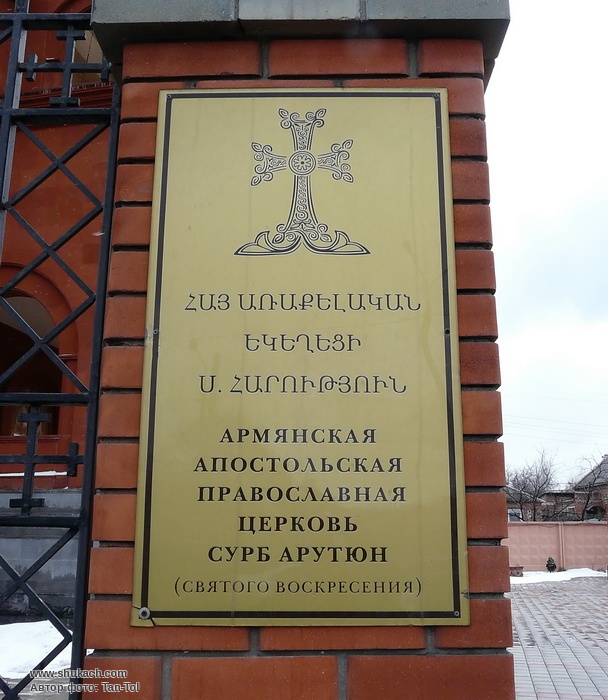 ՀԱՅ ԱՌԱՔԵԼԱԿԱՆ
ԵԿԵՂԵՑԻ
Ս. ՀԱՐՈՒԹՅՈՒՆ
АРМЯНСКАЯ
АПОСТОЛЬСКАЯ
ПРАВОСЛАВНАЯ
ЦЕРКОВЬ
СУРБ АРУТЮН
(СВЯТОГО ВОСКРЕСЕНИЯ)
www.shukach.com
Автор фото: Tan-Tol